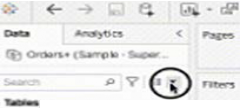 Data Analytics Pages
Orders+ (Sample - Super...
Search Filters
Tables